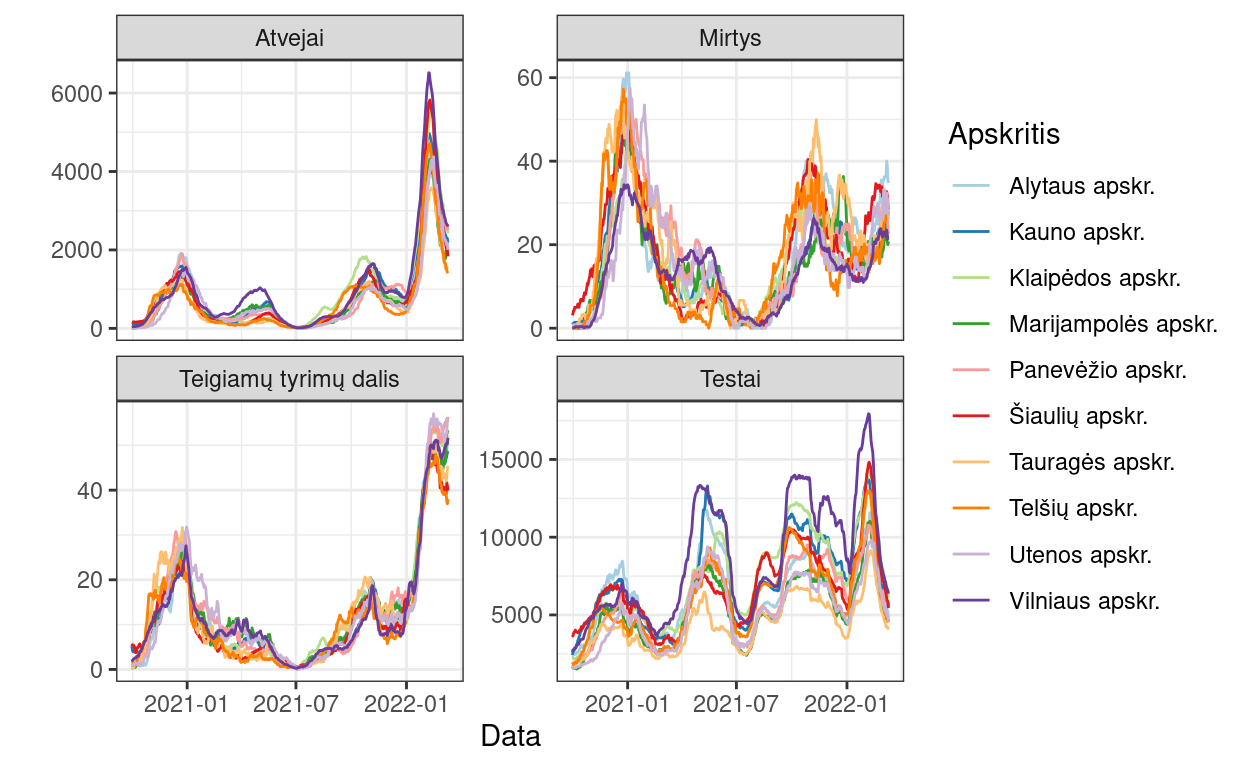 Atvejai
6000
4000
2000
0
Mirtys
60
40
20
0
Teigiamų tyrimų dalis
40
20
0
2021-01 2021-07 2022-01
Testai
15000
10000
5000
2021-01 2021-07 2022-01
Data
Apskritis
Alytaus apskr.
Kauno apskr.
Klaipėdos apskr.
Marijampolės apskr.
Panevėžio apskr.
Šiaulių apskr.
Tauragės apskr.
Telšių apskr.
Utenos apskr.
Vilniaus apskr.